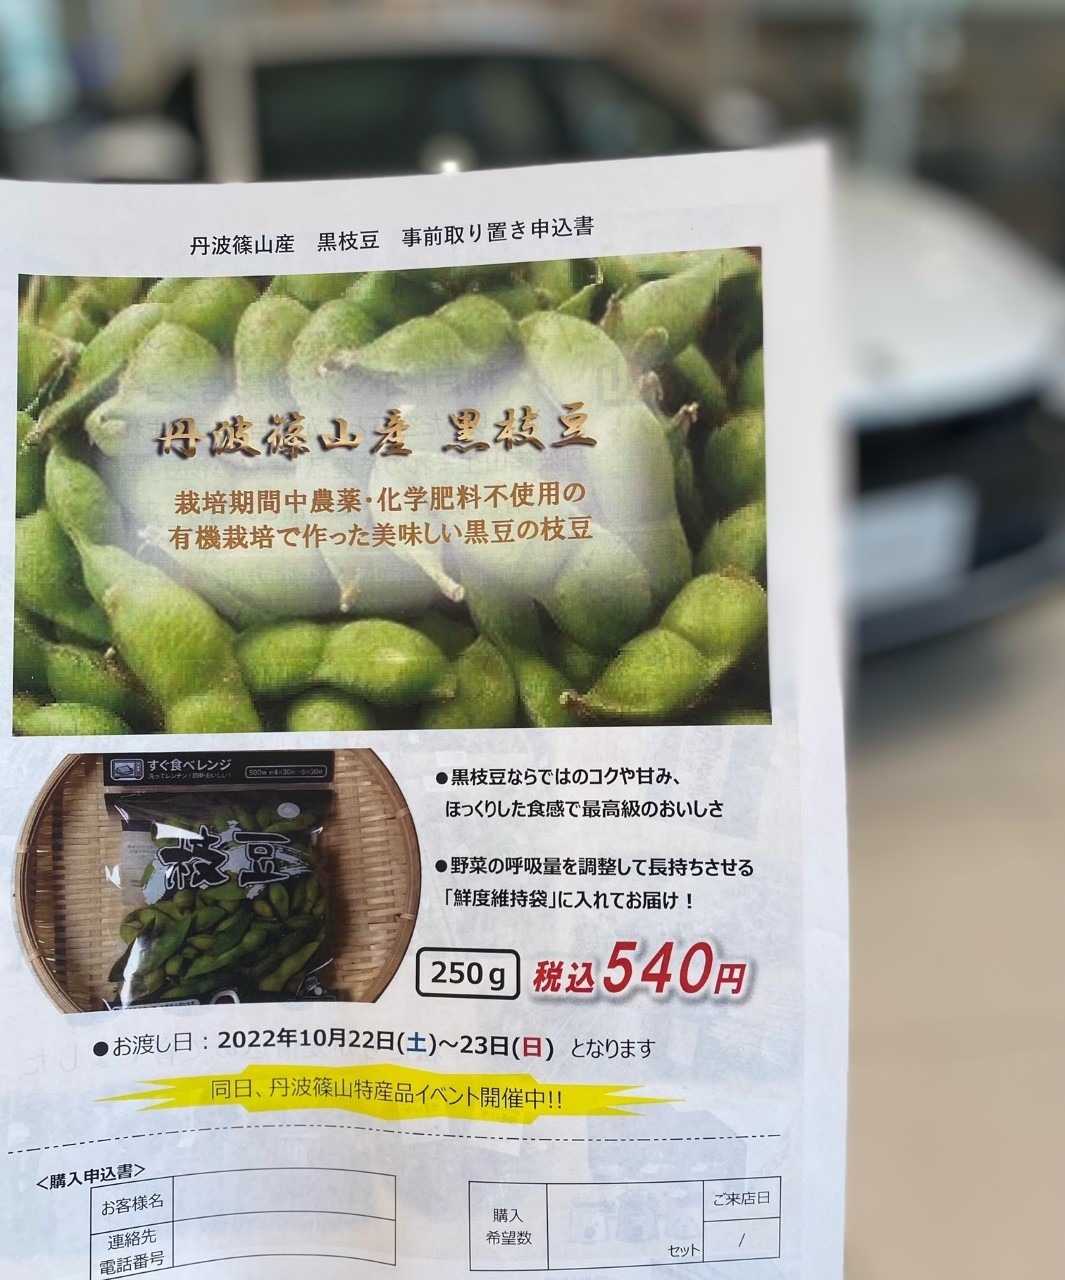 丹波篠山産　黒枝豆　事前取り置き申込書
丹波篠山産 黒枝豆
栽培期間中農薬・化学肥料不使用の
有機栽培で作った美味しい黒豆の枝豆
すぐ食べレンジ
枝豆
●黒枝豆ならではのコクや甘み、
ほっくりした食感で最高級のおいしさ
●野菜の呼吸量を調整して長持ちさせる
「鮮度維持袋」に入れてお届け！
250g 税込540円
●お渡し日：2022年10月22日(土)～23日(日) となります
同日、丹波篠山特産品イベント開催中!!
＜購入申込書＞
お客様名
連絡先
電話番号
購入
希望数
セット
ご来店日
/